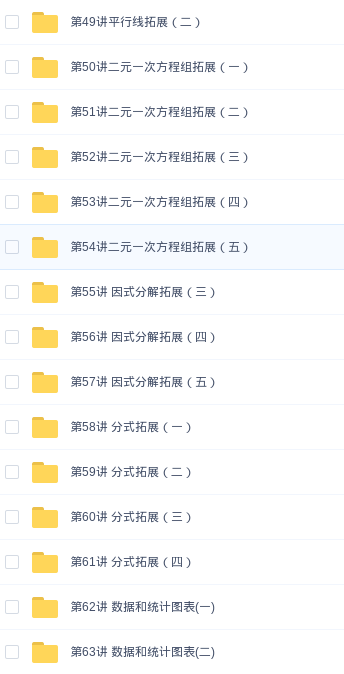 第49讲平行线拓展（二）
第50讲二元一次方程组拓展（一）
第51讲二元一次方程组拓展（二）
第52讲二元一次方程组拓展（三）
第53讲二元一次方程组拓展（四）
第54讲二元一次方程组拓展（五）
第55讲 因式分解拓展（三）
第56讲 因式分解拓展（四）
第57讲 因式分解拓展（五）
第58讲 分式拓展（一）
第59讲 分式拓展（二）
第60讲 分式拓展（三）
第61讲 分式拓展（四）
第62讲 数据和统计图表(一)
第63讲 数据和统计图表(二)